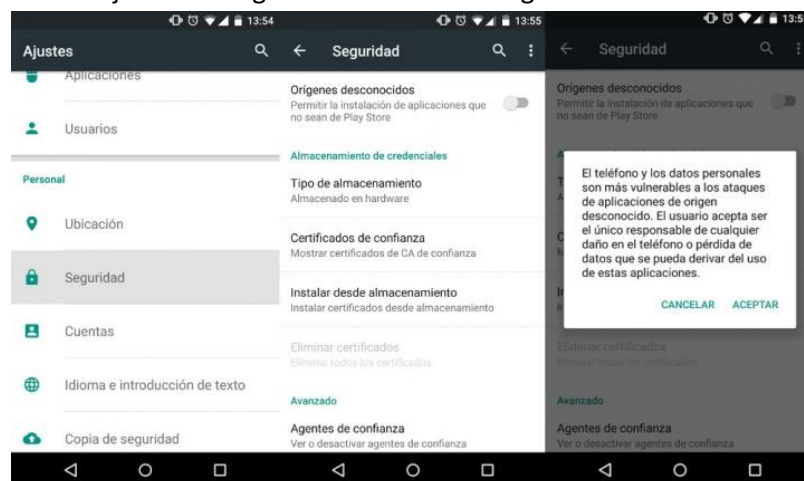 13:54
Ajustes
Aplicaciones
Usuarios
Personal
Ubicación
Seguridad
Cuentas
Idioma e introducción de texto
Copia de seguridad
13:55
Seguridad
Orígenes desconocidos
Permitir la instalación de aplicaciones que
no sean de Play Store
Almacenamiento de credenciales
Tipo de almacenamiento
Almacenado en hardware
Certificados de confianza
Mostrar certificados de CA de confianza
Instalar desde almacenamiento
Instalar certificados desde almacenamiento
Eliminar certificados
Eliminar todos los certificados
Avanzado
Agentes de confianza
Ver o desactivar agentes de confianza
13:5
Seguridad
Orígenes desconocidos
Permitir la instalación de aplicaciones que
no sean de Play Store
El teléfono y los datos personales
son más vulnerables a los ataques
de aplicaciones de origen
desconocido. El usuario acepta ser
el único responsable de cualquier
daño en el teléfono o pérdida de
datos que se pueda derivar del uso
de estas aplicaciones.
CANCELAR ACEPTAR
Eliminar certificados
Eliminar todos los certificados
Avanzado
Agentes de confianza
Ver o desactivar agentes de confianza